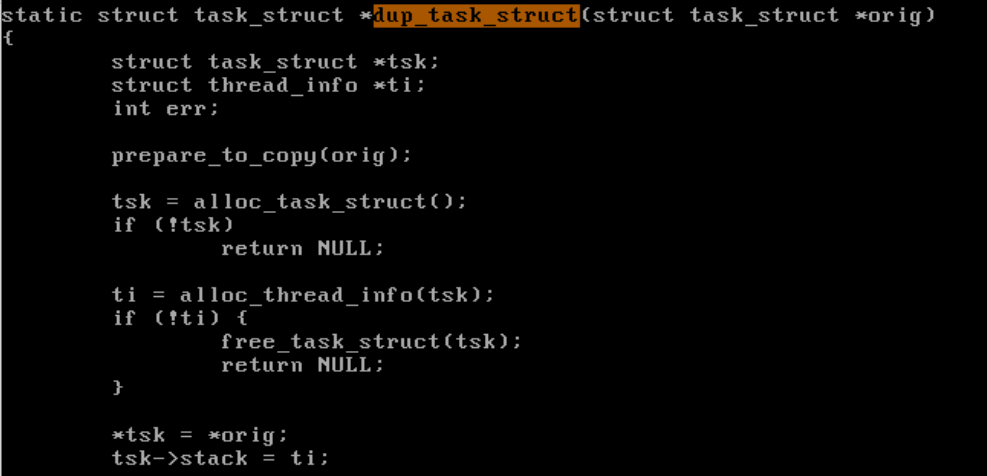 static struct task_struct *dup_task_struct(struct task_struct *orig)
{
        struct task_struct *tsk;
        struct thread_info *ti;
        int err;

        prepare_to_copy(orig);

        tsk = alloc_task_struct();
        if (!tsk)
                return NULL;

        ti = alloc_thread_info(tsk);
        if (!ti) {
                free_task_struct(tsk);
                return NULL;
        }

        *tsk = *orig;
        tsk->stack = ti;